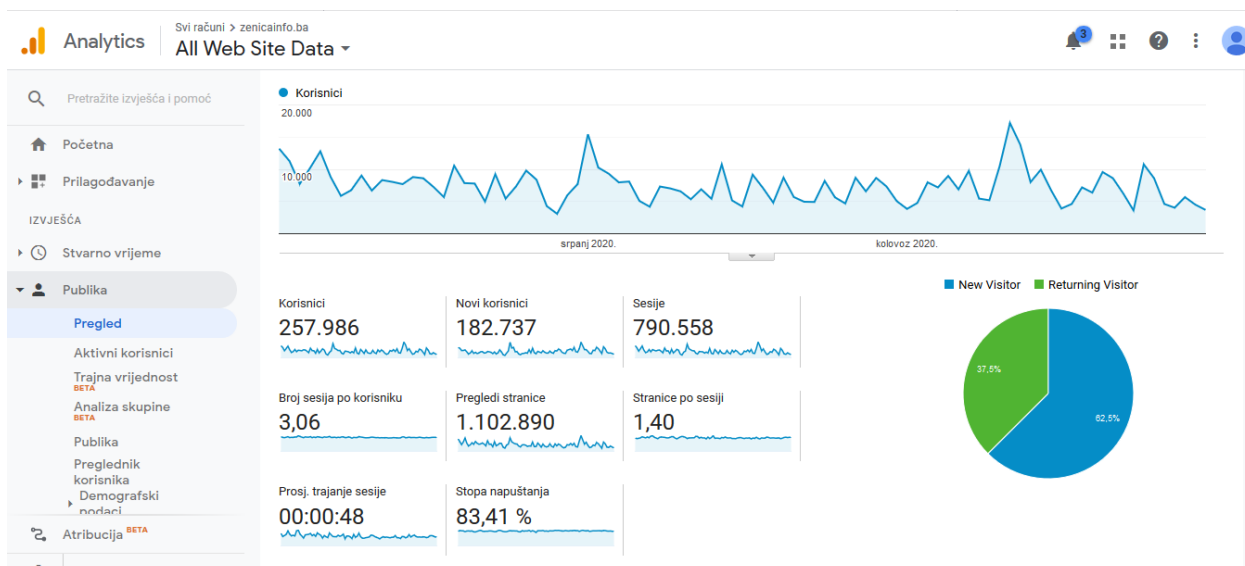 Analytics
Svi računi > zenicainfo.ba
All Web Site Data
3
Pretražite izvješća i pomoć
Početna
Prilagođavanje
IZVJEŠĆA
Stvarno vrijeme
Publika
Pregled
Aktivni korisnici
Trajna vrijednost
BETA
Analiza skupine
BETA
Publika
Preglednik
korisnika
Demografski
podaci
Atribucija BETA
Korisnici
20.000
10.000
srpanj 2020.
kolovoz 2020.
New Visitor
Returning Visitor
Korisnici
257.986
Novi korisnici
182.737
Sesije
790.558
Broj sesija po korisniku
3,06
Pregledi stranice
1.102.890
Stranice po sesiji
1,40
Prosj. trajanje sesije
00:00:48
Stopa napuštanja
83,41 %
37,5%
62,5%